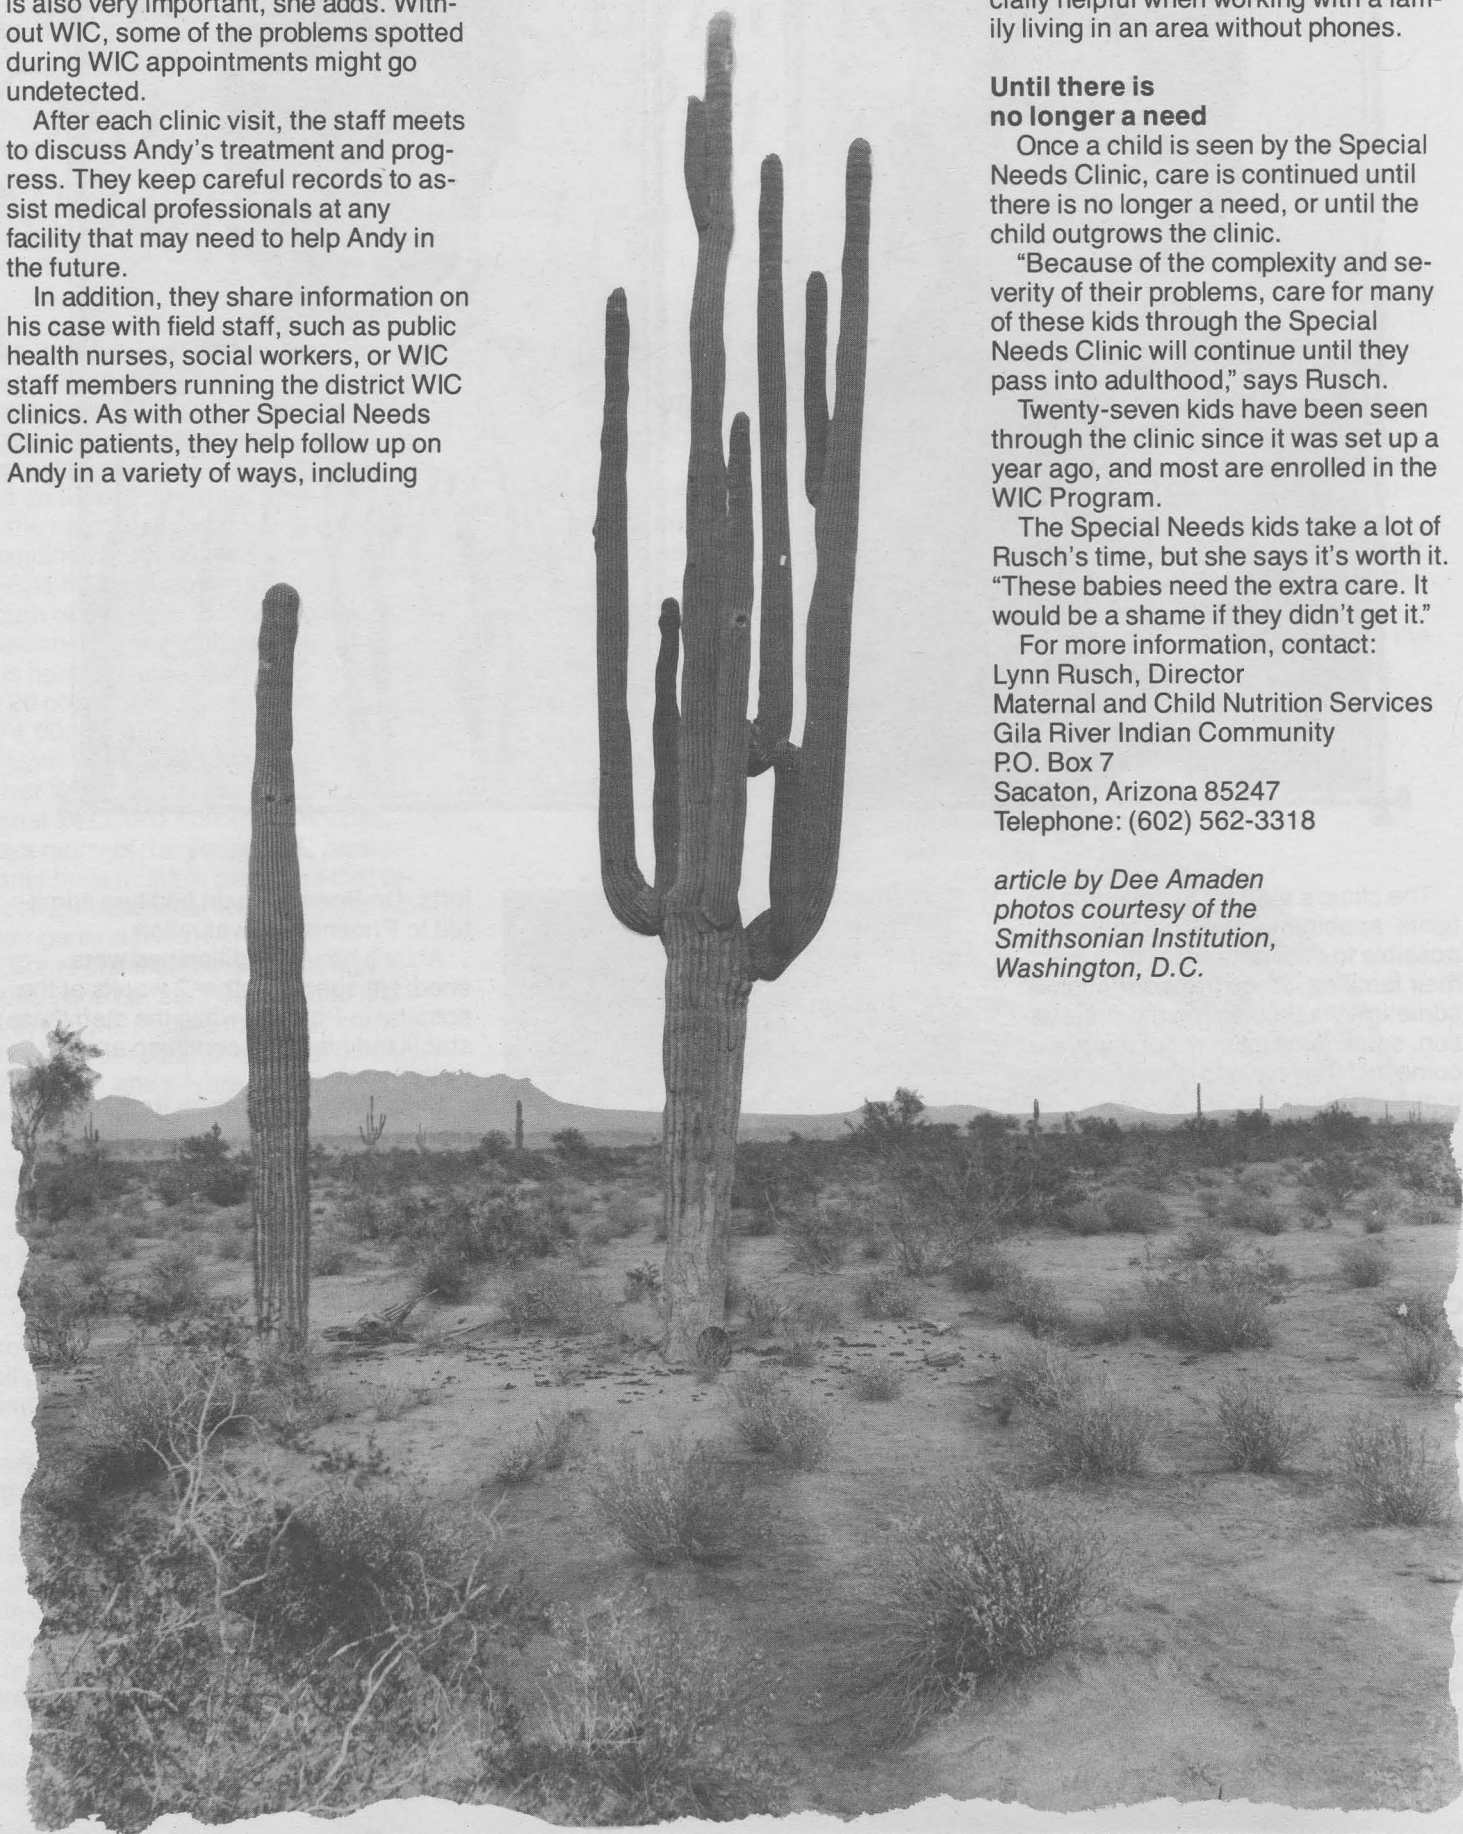 is also very important, she adds. With-
out WIC, some of the problems spotted
during WIC appointments might go
undetected.
After each clinic visit, the staff meets
to discuss Andy's treatment and prog-
ress. They keep careful records to as-
sist medical professionals at any
facility that may need to help Andy in
the future.
In addition, they share information on
his case with field staff, such as public
health nurses, social workers, or WIC
staff members running the district WIC
clinics. As with other Special Needs
Clinic patients, they help follow up on
Andy in a variety of ways, including
cially helpful when working with a fam-
ily living in an area without phones.
Until there is
no longer a need
Once a child is seen by the Special
Needs Clinic, care is continued until
there is no longer a need, or until the
child outgrows the clinic.
“Because of the complexity and se-
verity of their problems, care for many
of these kids through the Special
Needs Clinic will continue until they
pass into adulthood,” says Rusch.
Twenty-seven kids have been seen
through the clinic since it was set up a
year ago, and most are enrolled in the
WIC Program.
The Special Needs kids take a lot of
Rusch's time, but she says it's worth it.
“These babies need the extra care. It
would be a shame if they didn't get it.”
For more information, contact:
Lynn Rusch, Director
Maternal and Child Nutrition Services
Gila River Indian Community
P.O. Box 7
Sacaton, Arizona 85247
Telephone: (602) 562-3318
article by Dee Amaden
photos courtesy of the
Smithsonian Institution,
Washington, D.C.